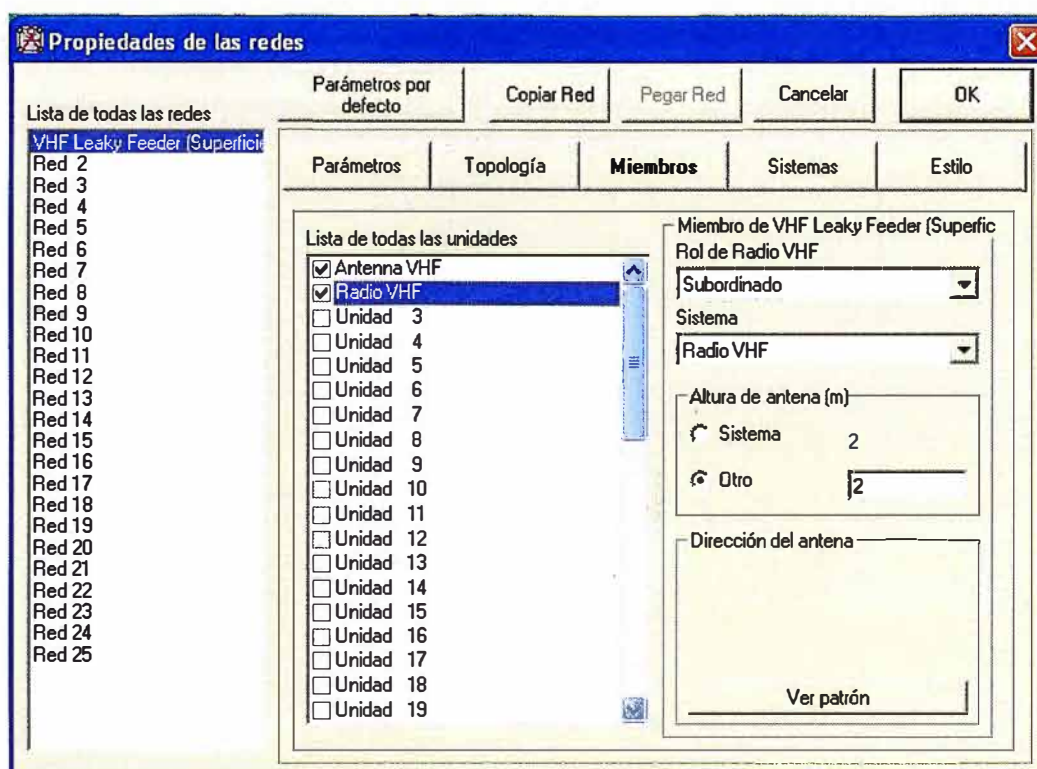 Propiedades de las redes
Parámetros por defecto
Copiar Red
Pegar Red
Cancelar
OK
Lista de todas las redes
VHF Leaky Feeder (Superficie
Red 2
Red 3
Red 4
Red 5
Red 6
Red 7
Red 8
Red 9
Red 10
Red 11
Red 12
Red 13
Red 14
Red 15
Red 16
Red 17
Red 18
Red 19
Red 20
Red 21
Red 22
Red 23
Red 24
Red 25
Parámetros
Topología
Miembros
Sistemas
Estilo
Lista de todas las unidades
Antenna VHF
Radio VHF
Unidad 3
Unidad 4
Unidad 5
Unidad 6
Unidad 7
Unidad 8
Unidad 9
Unidad 10
Unidad 11
Unidad 12
Unidad 13
Unidad 14
Unidad 15
Unidad 16
Unidad 17
Unidad 18
Unidad 19
Miembro de VHF Leaky Feeder (Superfic
Rol de Radio VHF
Subordinado
Sistema
Radio VHF
Altura de antena (m)
Sistema 2
Otro 2
Dirección del antena
Ver patrón